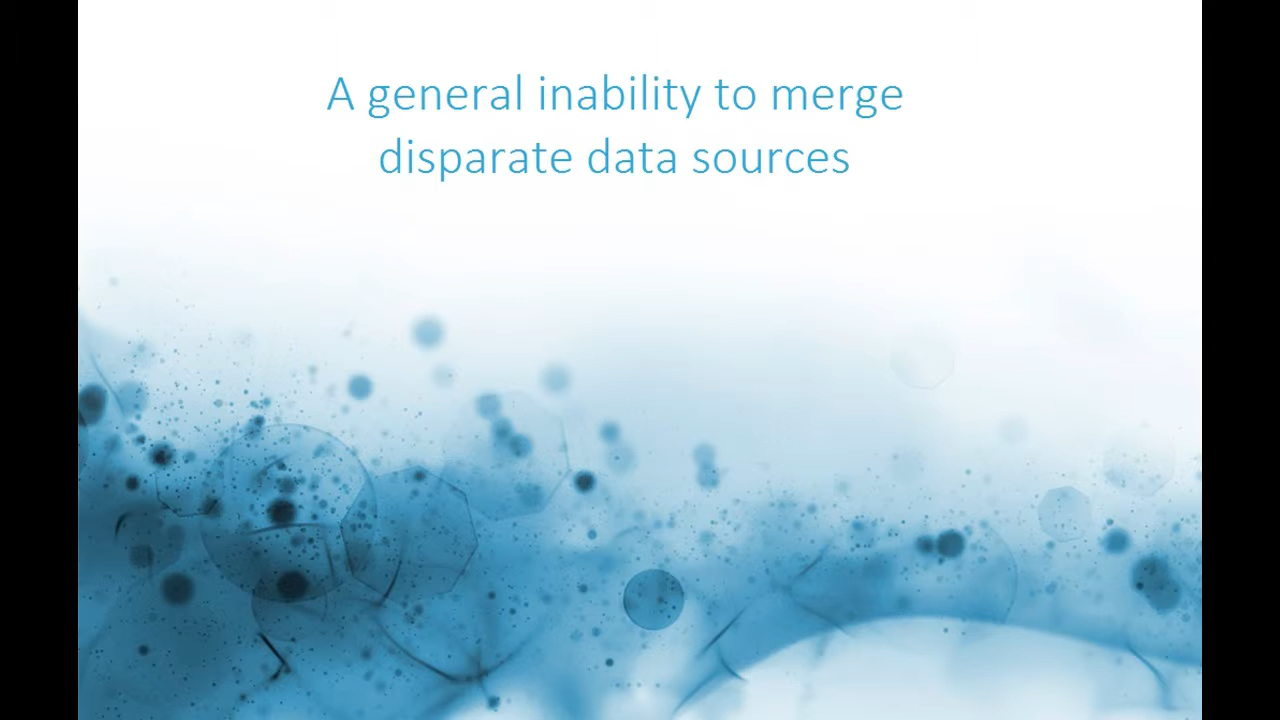 A general inability to merge
disparate data sources